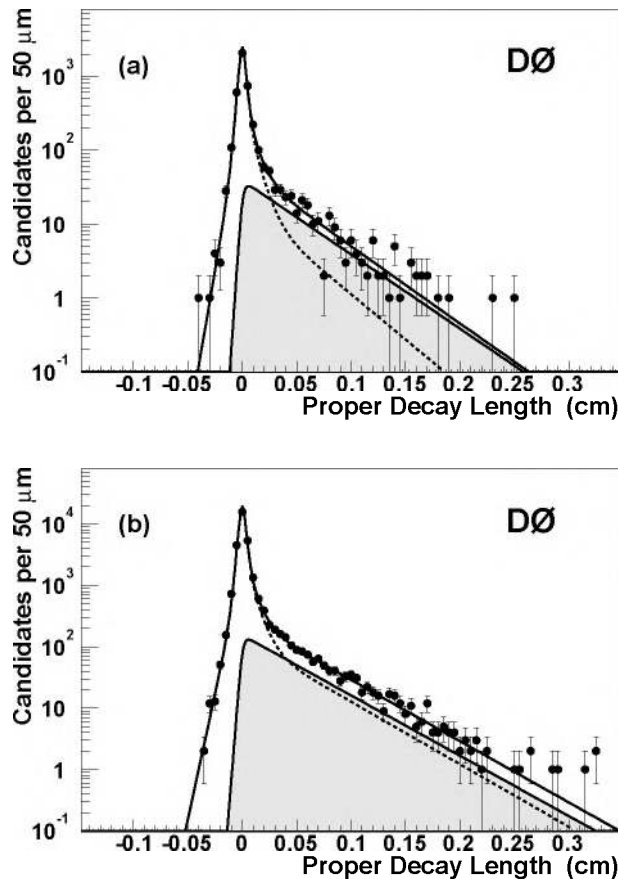 Candidates per 50 μm
(a)
DØ
10³
10²
10
1
10⁻¹
-0.1 -0.05 0 0.05 0.1 0.15 0.2 0.25 0.3
Proper Decay Length (cm)
Candidates per 50 μm
(b)
DØ
10⁴
10³
10²
10
1
10⁻¹
-0.1 -0.05 0 0.05 0.1 0.15 0.2 0.25 0.3
Proper Decay Length (cm)